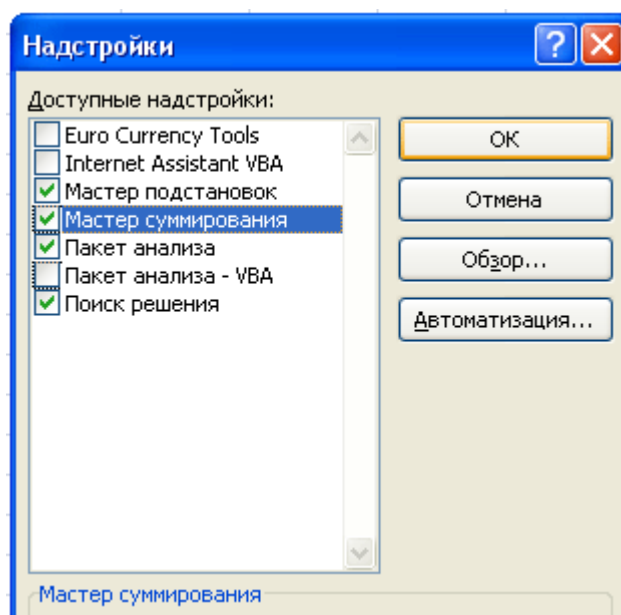 Надстройки
Доступные надстройки:
Euro Currency Tools
Internet Assistant VBA
Мастер подстановок
Мастер суммирования
Пакет анализа
Пакет анализа - VBA
Поиск решения
ОК
Отмена
Обзор...
Автоматизация...
Мастер суммирования